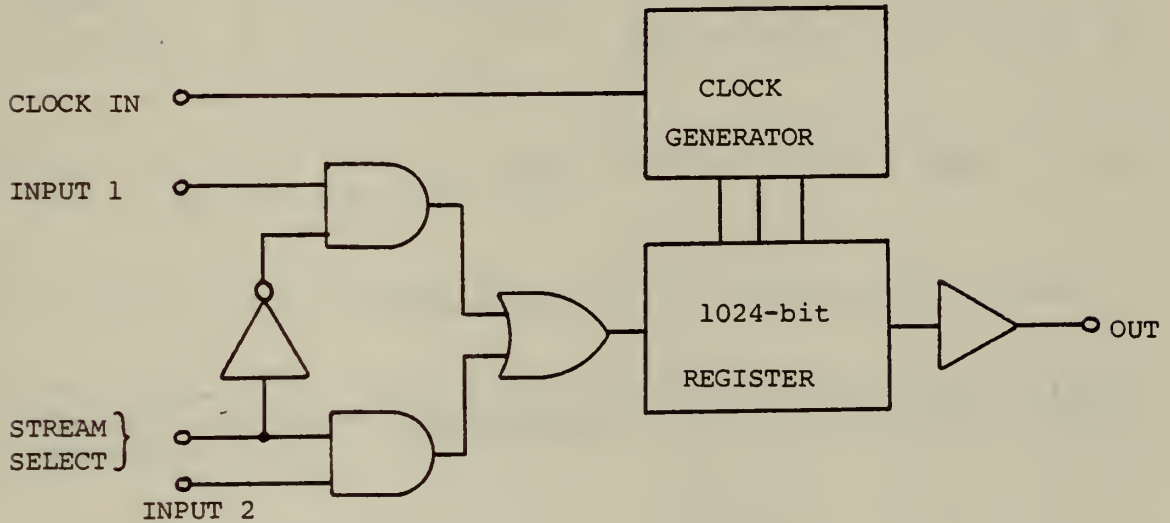 CLOCK IN
CLOCK
GENERATOR
INPUT 1
1024-bit
REGISTER
OUT
STREAM
SELECT
INPUT 2